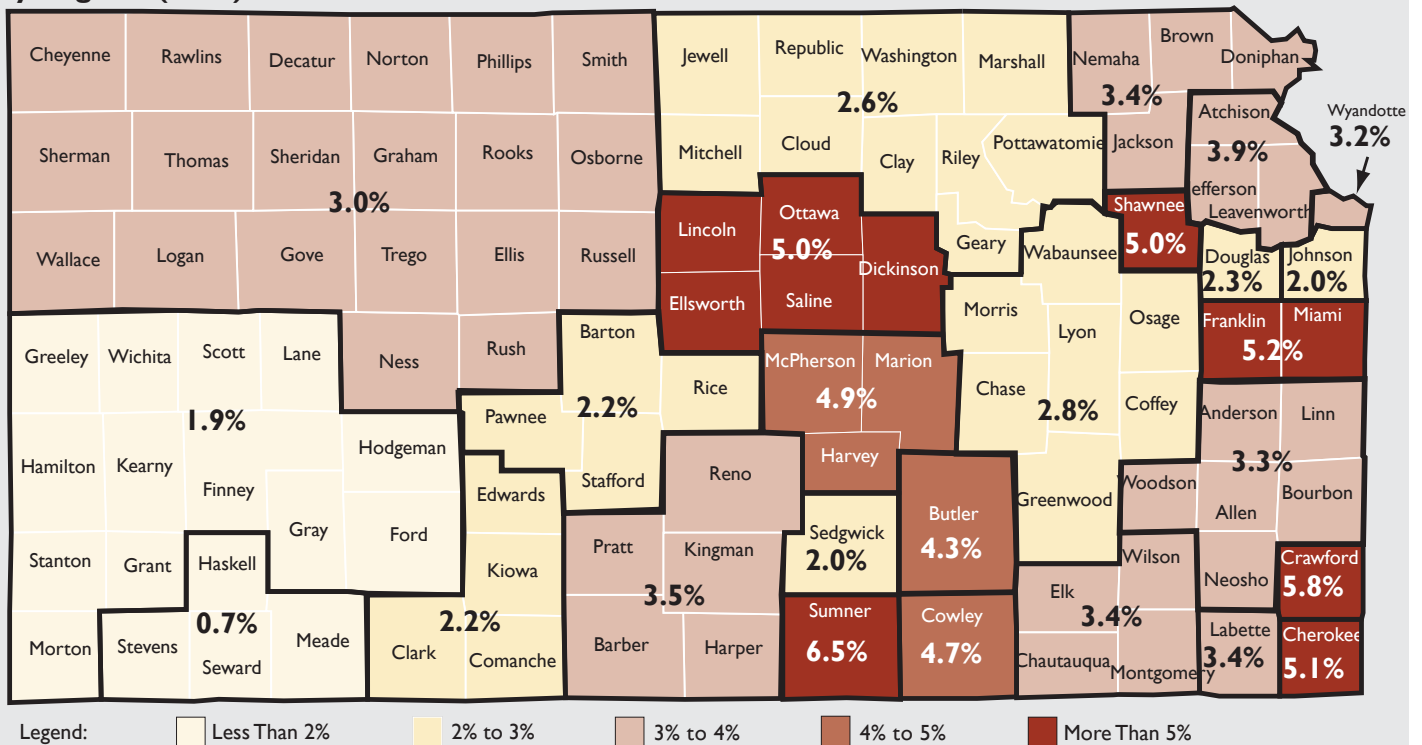 Cheyenne
Rawlins
Decatur
Norton
Phillips
Smith
Jewell
Republic
Washington
Marshall
Nemaha
Brown
Doniphan
2.6%
3.4%
Atchison
Wyandotte
3.2%
Sherman
Thomas
Sheridan
Graham
Rooks
Osborne
Mitchell
Cloud
Clay
Riley
Pottawatomie
Jackson
3.9%
3.0%
efferson
Leavenworth
Wallace
Logan
Gove
Trego
Ellis
Russell
Lincoln
Ottawa
5.0%
Dickinson
Geary
Wabaunsee
Shawnee
5.0%
Douglas
2.3%
Johnson
2.0%
Ellsworth
Saline
Morris
Lyon
Osage
Franklin
Miami
5.2%
Greeley
Wichita
Scott
Lane
Ness
Rush
Barton
2.2%
Rice
McPherson
Marion
4.9%
Chase
2.8%
Coffey
Anderson
Linn
1.9%
Pawnee
Hodgeman
Hamilton
Kearny
Finney
Stafford
Reno
Harvey
3.3%
Woodson
Allen
Bourbon
Edwards
Gray
Ford
Greenwood
Butler
4.3%
Sedgwick
2.0%
Stanton
Grant
Haskell
Kiowa
Pratt
Kingman
3.5%
Wilson
Neosho
Crawford
5.8%
Elk
3.4%
0.7%
2.2%
Morton
Stevens
Seward
Meade
Clark
Comanche
Barber
Harper
Sumner
6.5%
Cowley
4.7%
Chautauqua
Montgomery
Labette
3.4%
Cherokee
5.1%
Legend:
Less Than 2%
2% to 3%
3% to 4%
4% to 5%
More Than 5%